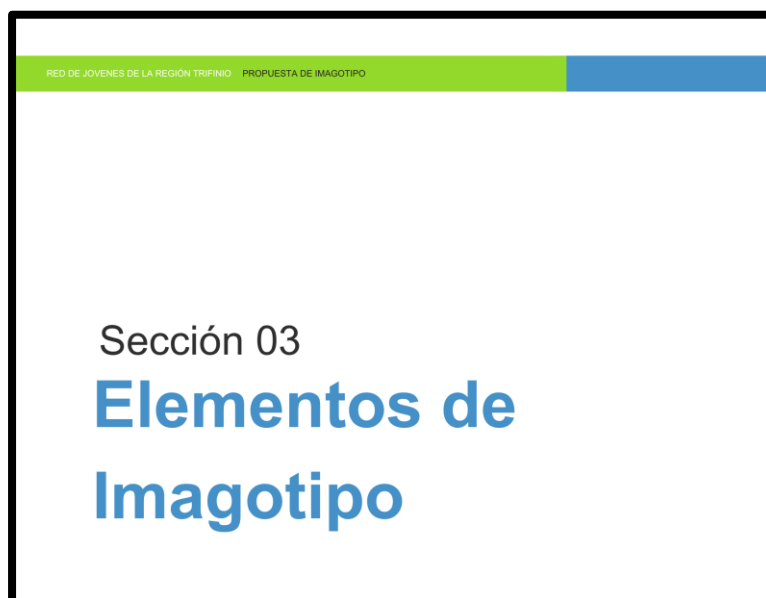 RED DE JOVENES DE LA REGIÓN TRIFINIO PROPUESTA DE IMAGOTIPO
Sección 03
Elementos de
Imagotipo